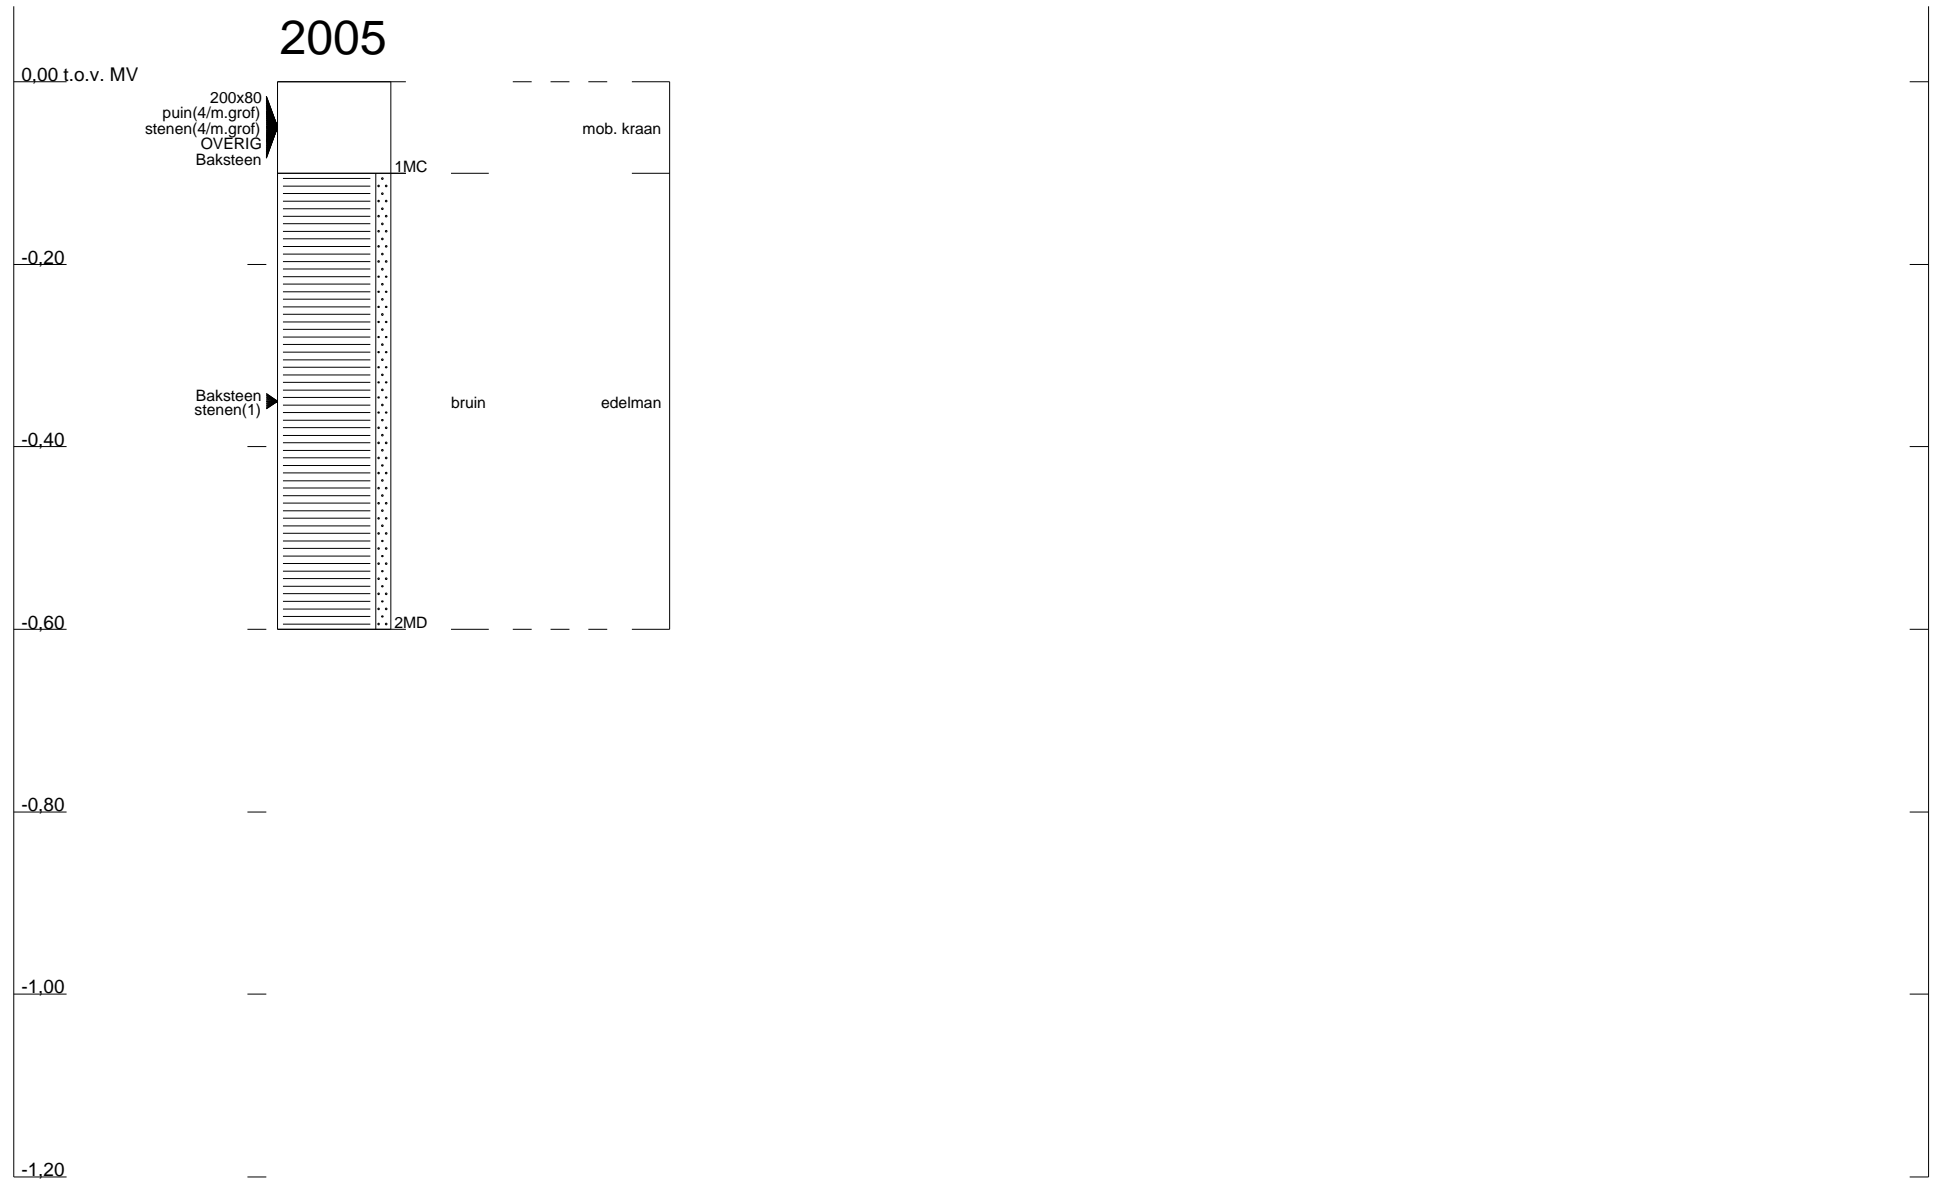 2005
0,00 t.o.v. MV
200x80
puin(4/m.grof)
stenen(4/m.grof)
OVERIG
Baksteen
mob. kraan
1MC
-0,20
Baksteen
stenen(1)
bruin
edelman
-0,40
-0,60
2MD
-0,80
-1,00
-1,20